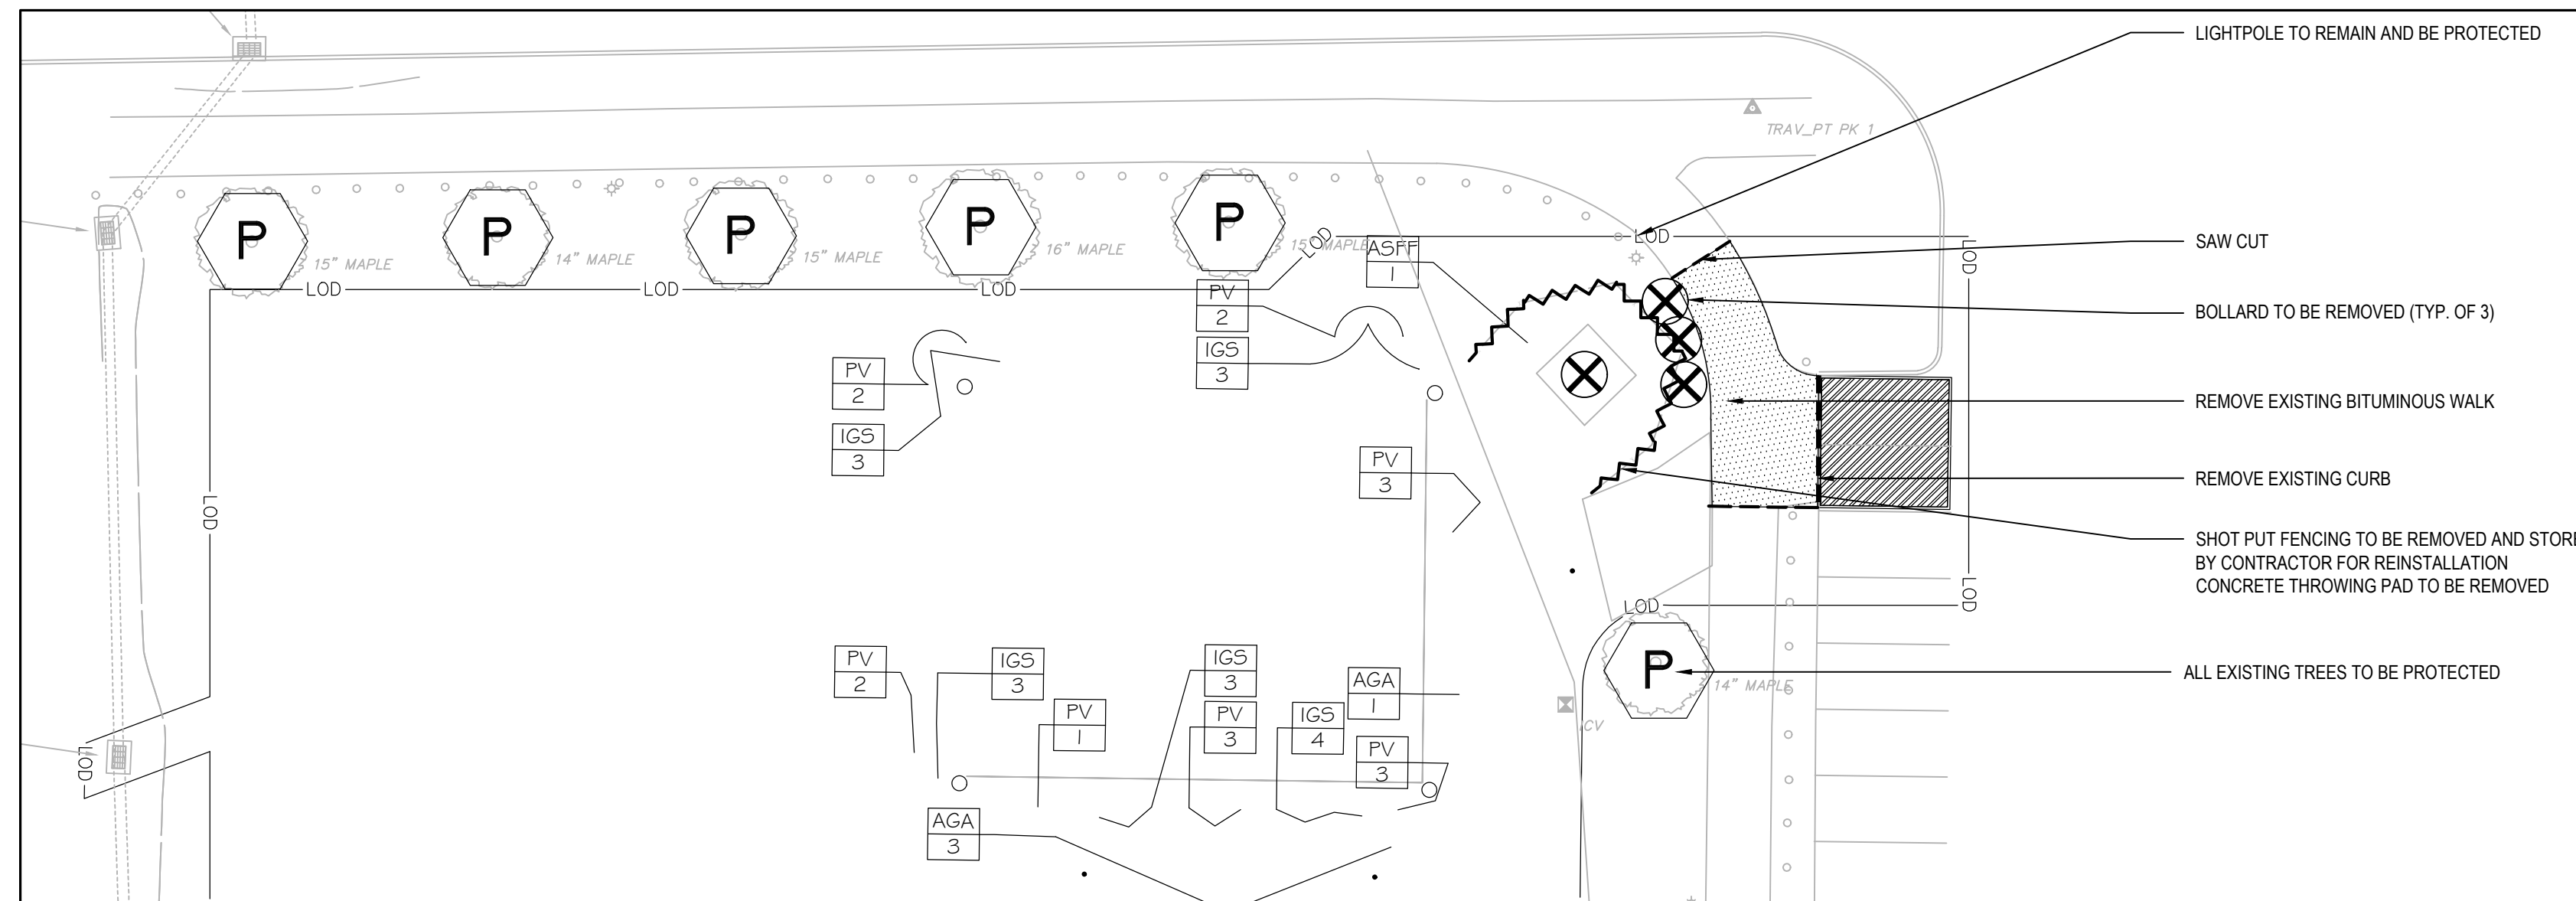 LIGHTPOLE TO REMAIN AND BE PROTECTED
TRAV_PT PK 1
P
P
P
P
P
15" MAPLE
14" MAPLE
15" MAPLE
16" MAPLE
15" MAPLE
LOD
LOD
ASFF
1
LOD
SAW CUT
LOD
LOD
LOD
PV
2
BOLLARD TO BE REMOVED (TYP. OF 3)
IGS
3
PV
2
REMOVE EXISTING BITUMINOUS WALK
IGS
3
PV
3
REMOVE EXISTING CURB
LOD
SHOT PUT FENCING TO BE REMOVED AND STORE
BY CONTRACTOR FOR REINSTALLATION
CONCRETE THROWING PAD TO BE REMOVED
LOD
LOD
P
14" MAPLE
ALL EXISTING TREES TO BE PROTECTED
PV
2
IGS
3
IGS
3
AGA
1
PV
1
PV
3
IGS
4
PV
3
ICV
LOD
AGA
3